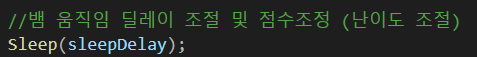 //뱀 움직임 딜레이 조절 및 점수조정 (난이도 조절)
Sleep(sleepDelay);